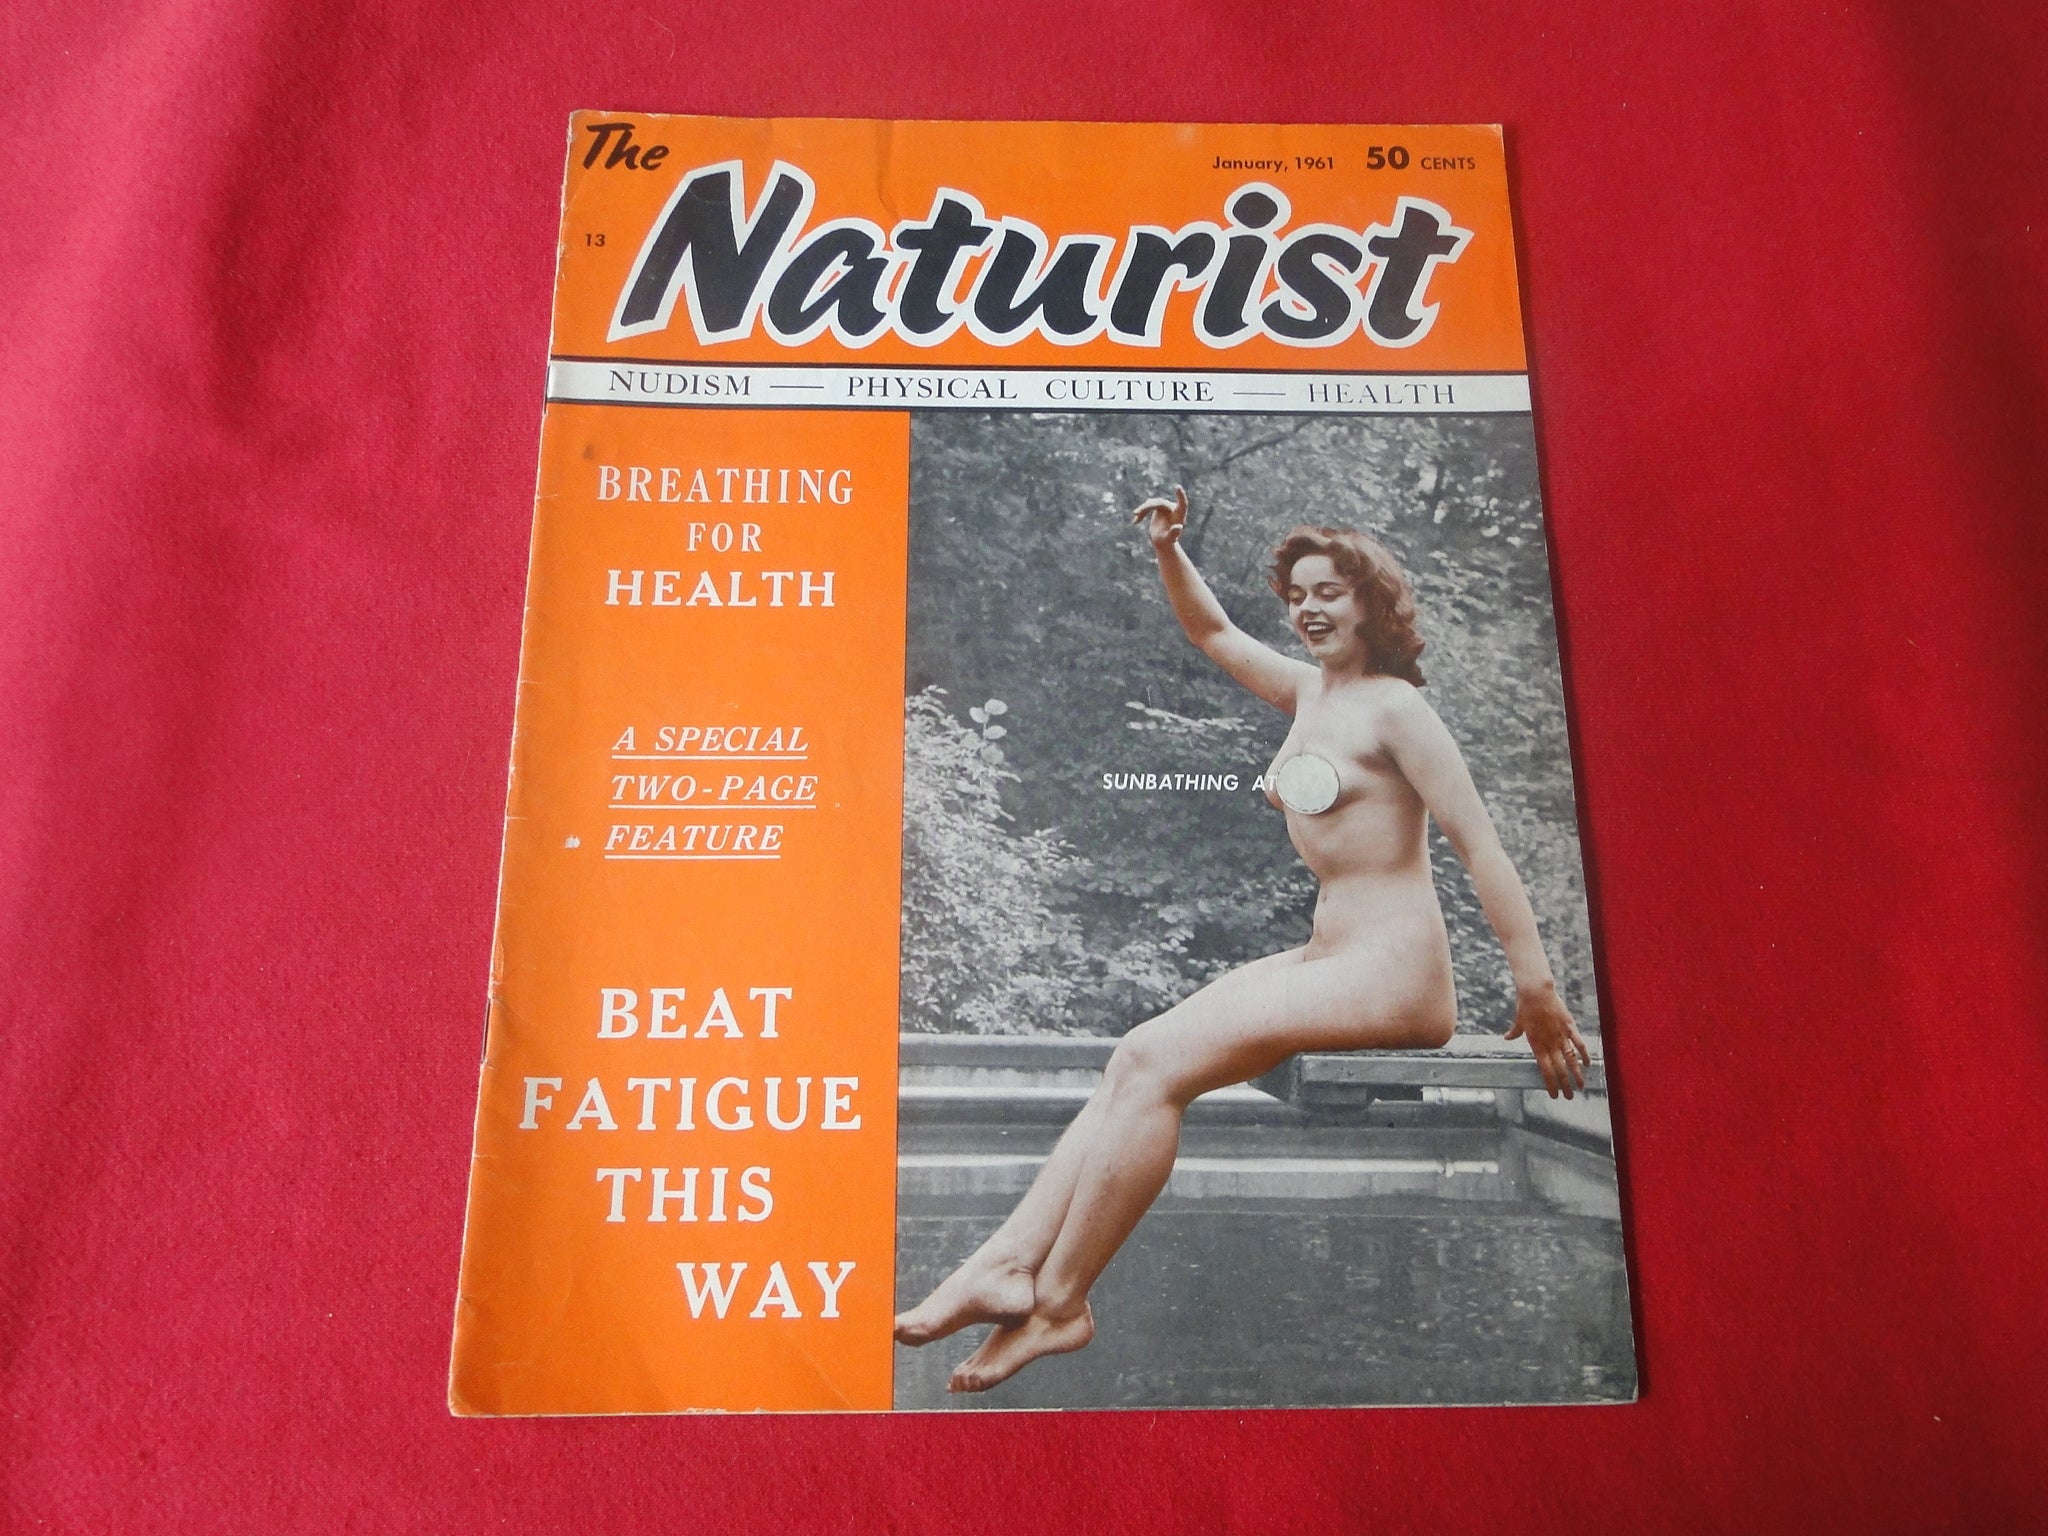 The
January, 1961 50 CENTS
13
Naturist
NUDISM — PHYSICAL CULTURE — HEALTH
BREATHING
FOR
HEALTH
A SPECIAL
TWO-PAGE
FEATURE
SUNBATHING AT
BEAT
FATIGUE
THIS
WAY